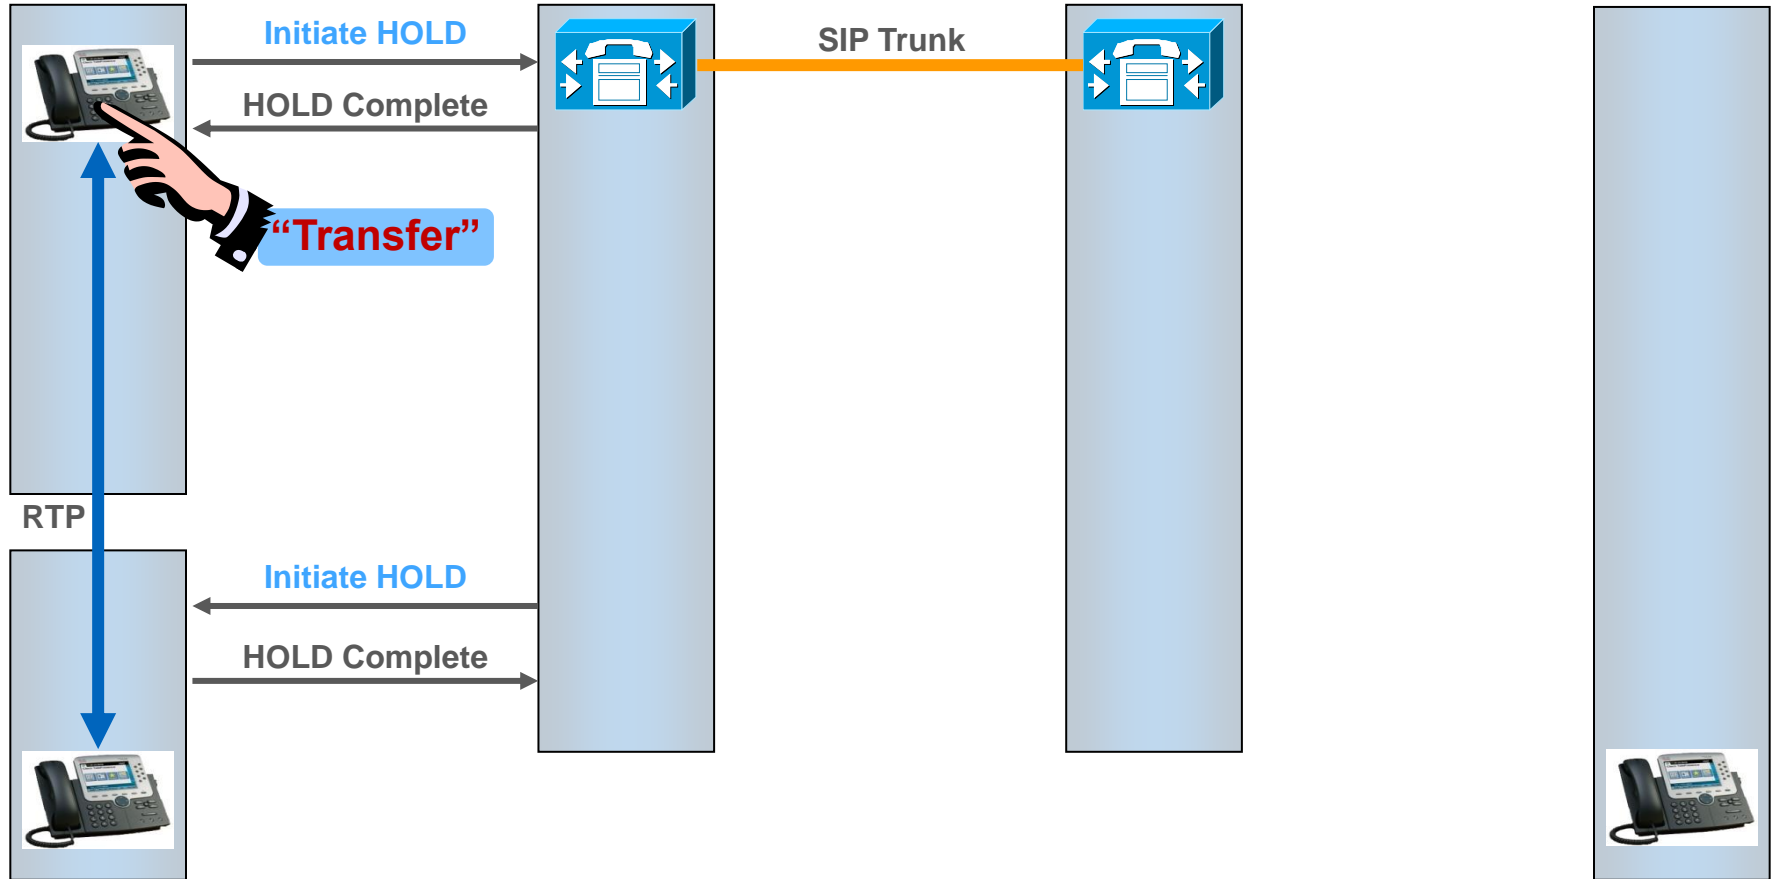 Initiate HOLD
SIP Trunk
HOLD Complete
“Transfer”
RTP
Initiate HOLD
HOLD Complete